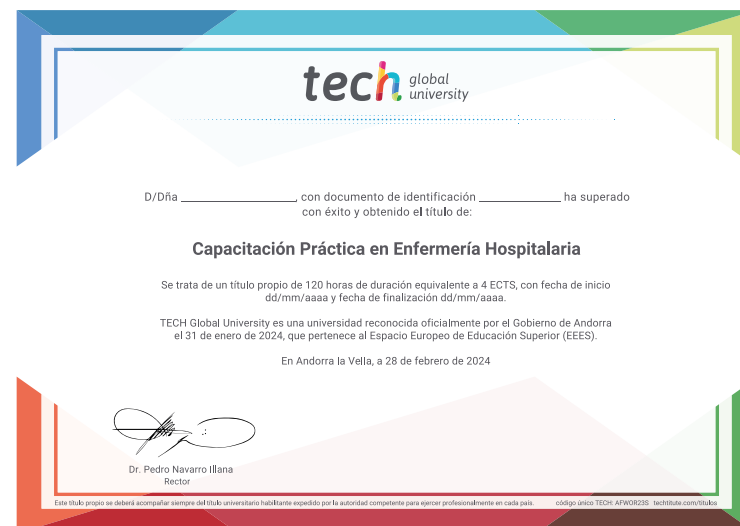 tech global university
D/Dña ______________, con documento de identificación __________ ha superado
con éxito y obtenido el título de:
Capacitación Práctica en Enfermería Hospitalaria
Se trata de un título propio de 120 horas de duración equivalente a 4 ECTS, con fecha de inicio
dd/mm/aaaa y fecha de finalización dd/mm/aaaa.
TECH Global University es una universidad reconocida oficialmente por el Gobierno de Andorra
el 31 de enero de 2024, que pertenece al Espacio Europeo de Educación Superior (EEES).
En Andorra la Vella, a 28 de febrero de 2024
Dr. Pedro Navarro Illana
Rector
Este título propio se deberá acompañar siempre del título universitario habilitante expedido por la autoridad competente para ejercer profesionalmente en cada país. código único TECH: AFWOR23S techtitute.com/titulos